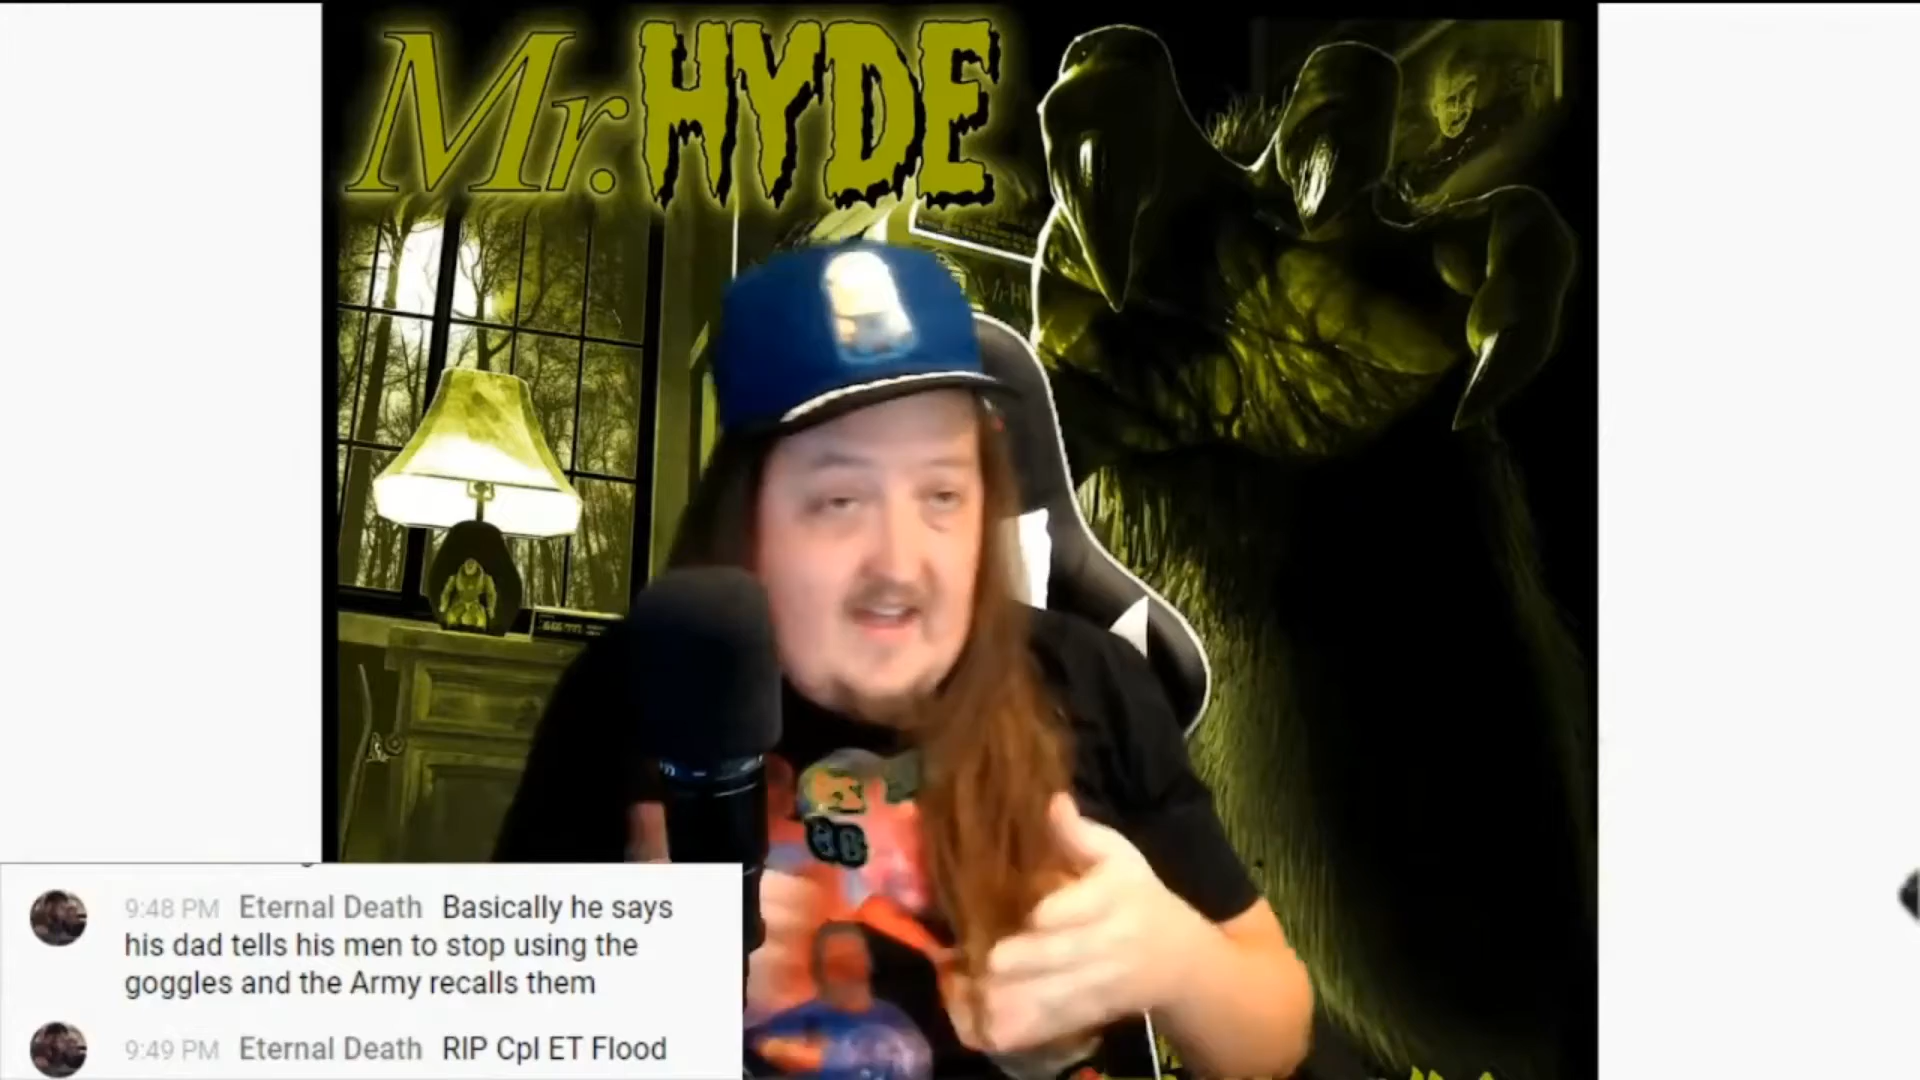 Mr. HYDE
9:48 PM Eternal Death Basically he says
his dad tells his men to stop using the
goggles and the Army recalls them
9:49 PM Eternal Death RIP Cpl ET Flood